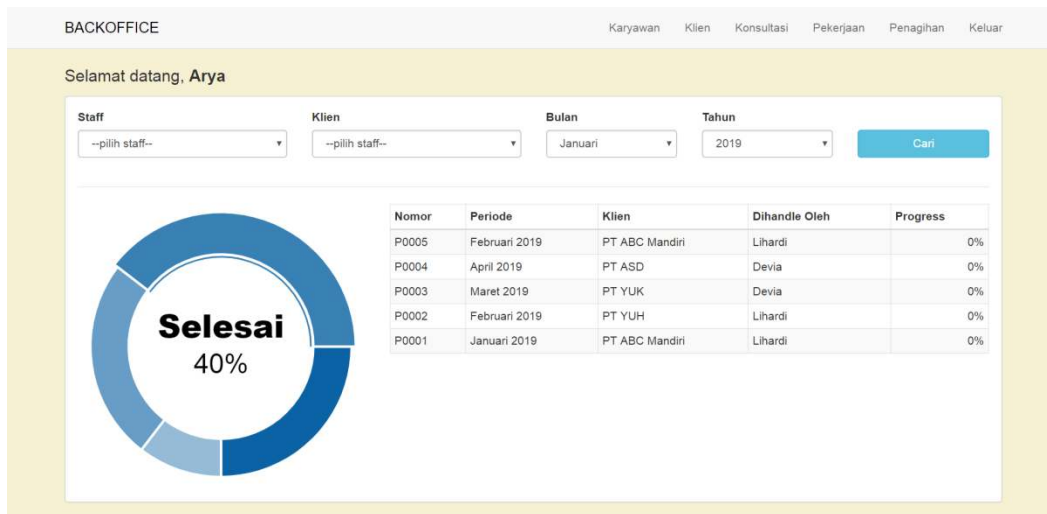 BACKOFFICE Karyawan Klien Konsultasi Pekerjaan Penagihan Keluar
Selamat datang, Arya
Staff Klien Bulan Tahun
--pilih staff-- --pilih staff-- Januari 2019 Cari
Nomor Periode Klien Dihandle Oleh Progress
P0005 Februari 2019 PT ABC Mandiri Lihardi 0%
P0004 April 2019 PT ASD Devia 0%
P0003 Maret 2019 PT YUK Devia 0%
P0002 Februari 2019 PT YUH Lihardi 0%
P0001 Januari 2019 PT ABC Mandiri Lihardi 0%
Selesai
40%